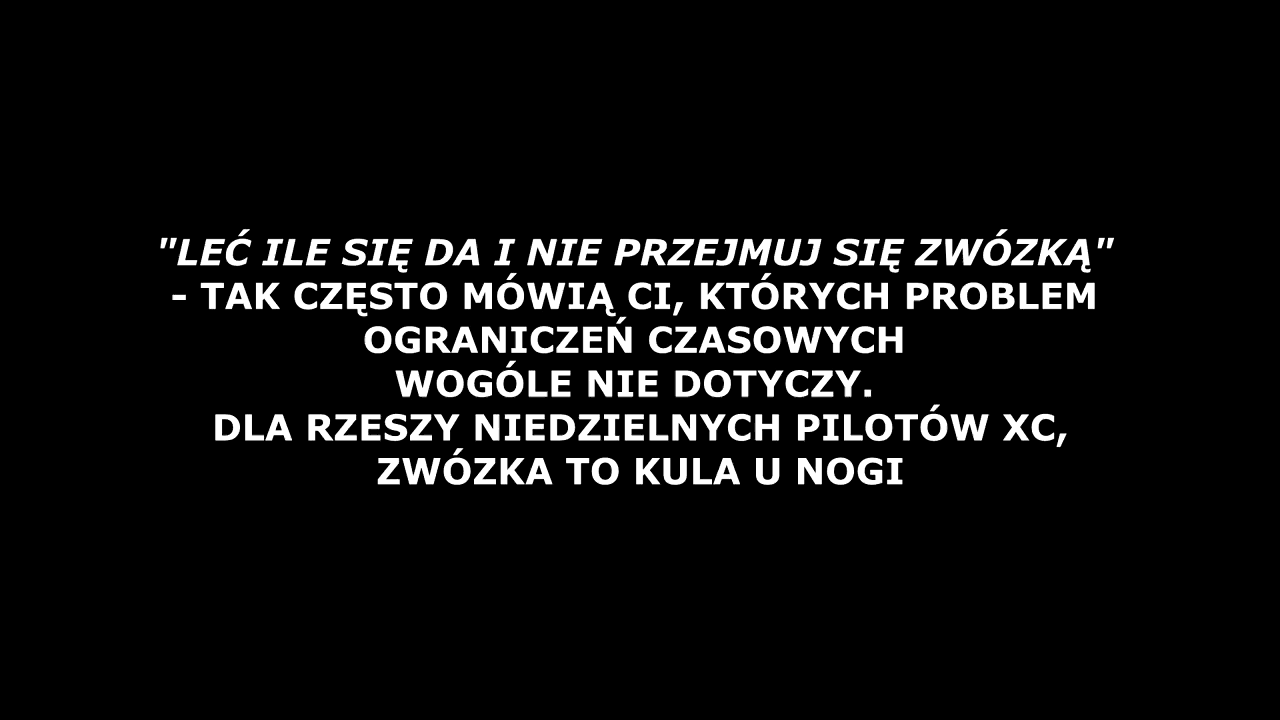 "LEĆ ILE SIĘ DA I NIE PRZEJMUJ SIĘ ZWÓZKĄ"
- TAK CZĘSTO MÓWIĄ CI, KTÓRYCH PROBLEM
OGRANICZEŃ CZASOWYCH
WOGÓLE NIE DOTYCZY.
DLA RZESZY NIEDZIELNYCH PILOTÓW XC,
ZWÓZKA TO KULA U NOGI